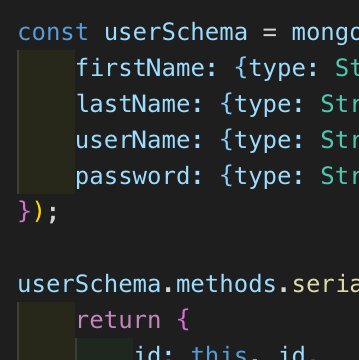 const userSchema = mongo
firstName: {type: St
lastName: {type: Str
userName: {type: Str
password: {type: Str
});
userSchema.methods.seria
return {
id: this._id,